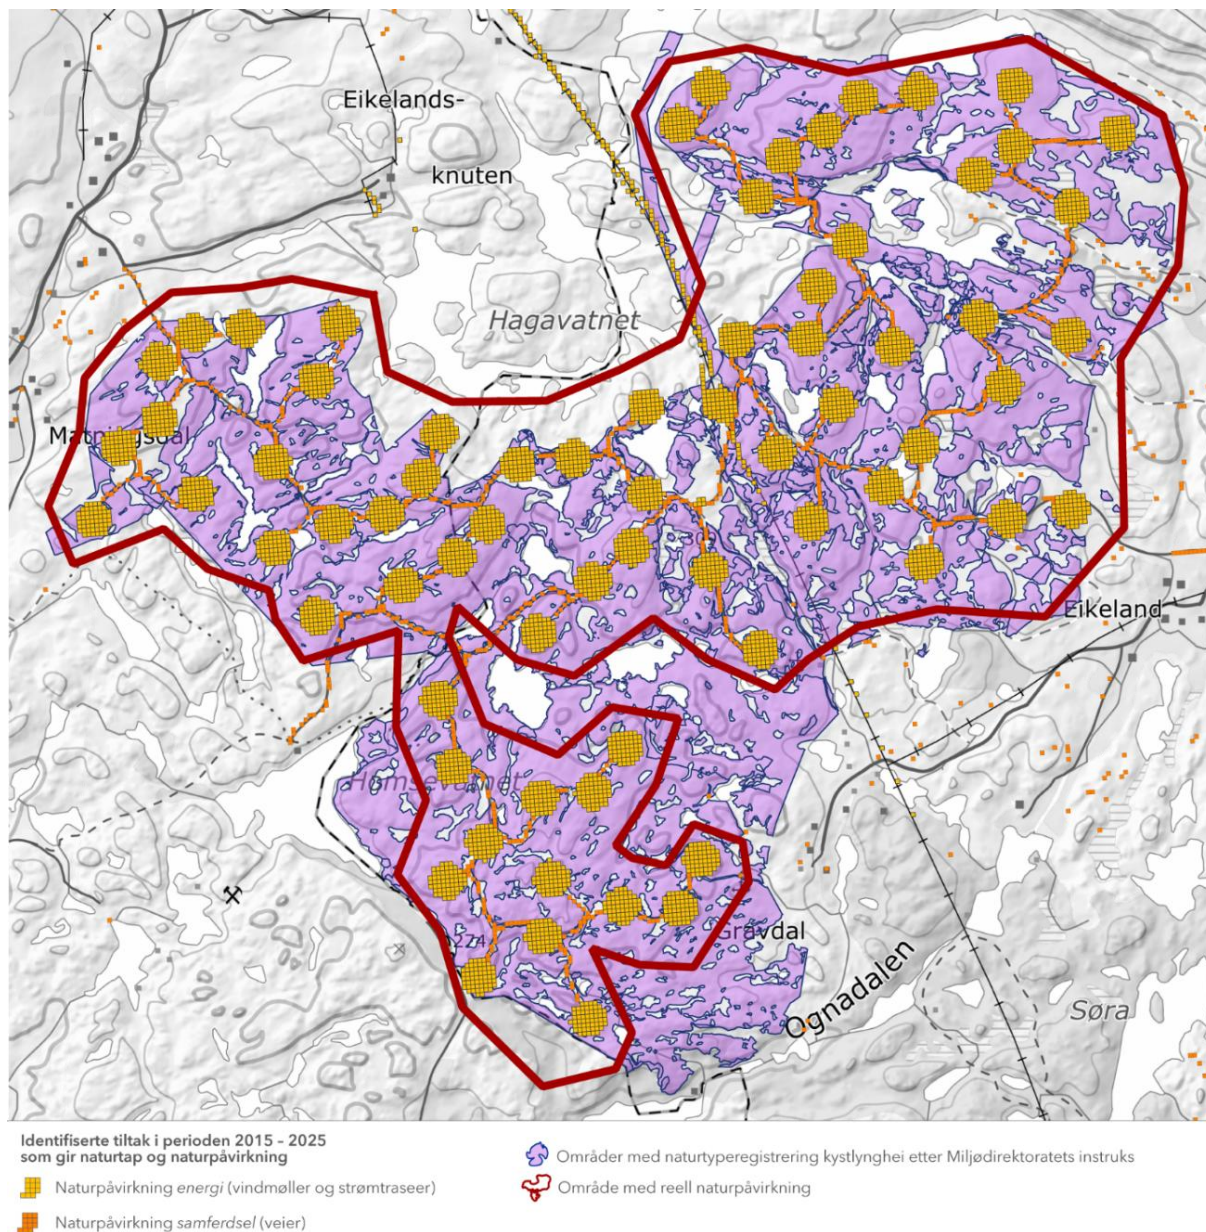 Eikelands-
knuten
Hagavatnet
Eikeland
Homsevatnet
Gravdal
Ognadalen
Søra
Identifiserte tiltak i perioden 2015 – 2025
som gir naturtap og naturpåvirkning
Naturpåvirkning energi (vindmøller og strømtraseer)
Naturpåvirkning samferdsel (veier)
Områder med naturtyperegistrering kystlynghei etter Miljødirektoratets instruks
Område med reell naturpåvirkning